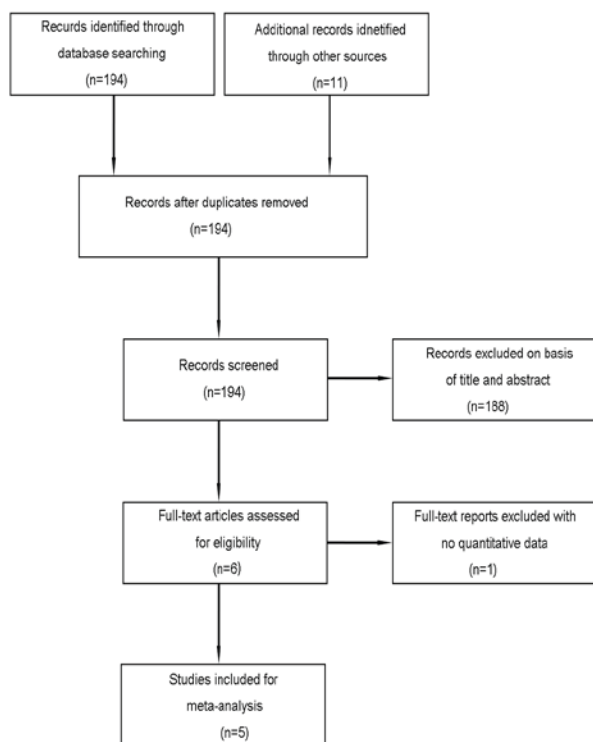 Recurds identified through
database searching
(n=194)
Additional records idnetified
through other sources
(n=11)
Records after duplicates removed
(n=194)
Records screened
(n=194)
Records excluded on basis
of title and abstract
(n=188)
Full-text articles assessed
for eligibility
(n=6)
Full-text reports excluded with
no quantitative data
(n=1)
Studies included for
meta-analysis
(n=5)